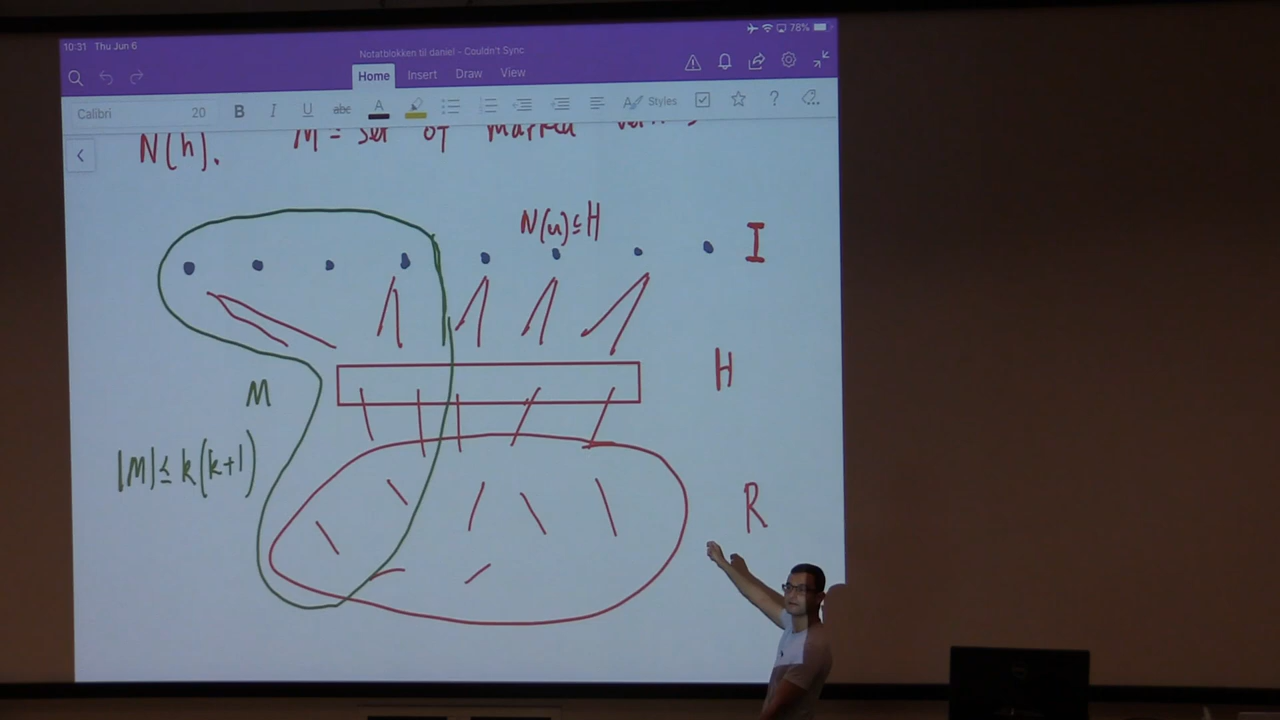 10:31 Thu Jun 6
78%
Notatblokken til daniel - Couldn't Sync
Home Insert Draw View
Calibri 20 B I U abc A Styles
N(h). M = set of marked
N(u)⊆H
I
H
M
|M| ≤ k(k+1)
R